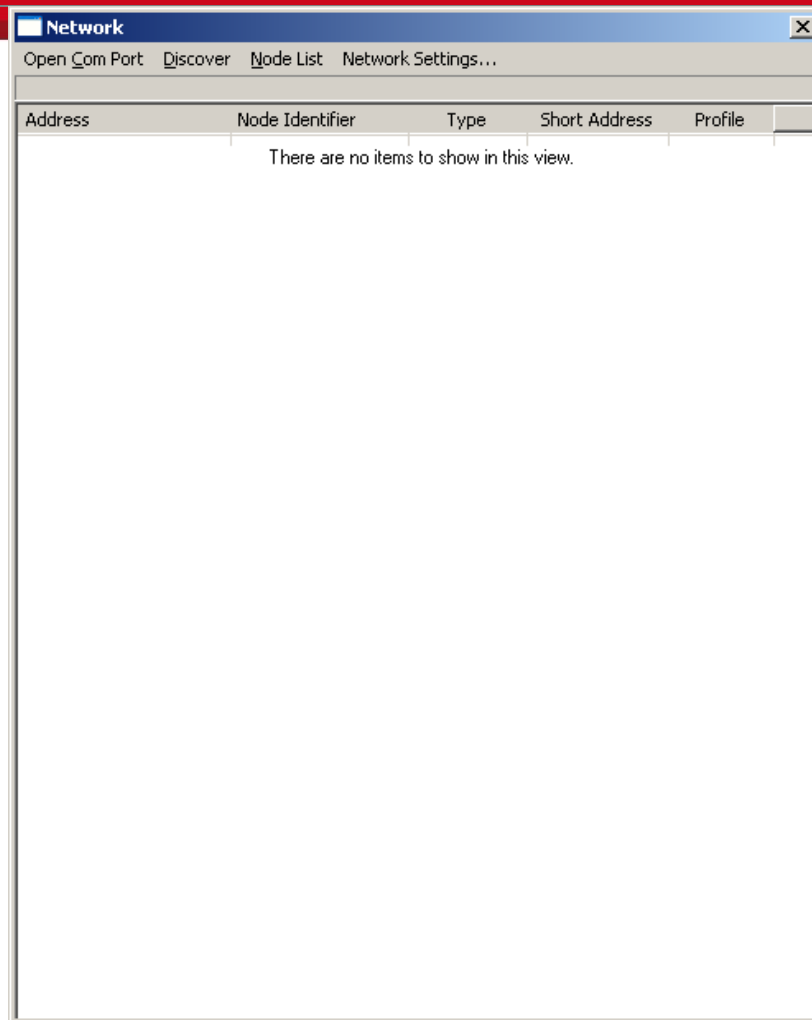 Network
Open Com Port Discover Node List Network Settings...
Address Node Identifier Type Short Address Profile
There are no items to show in this view.